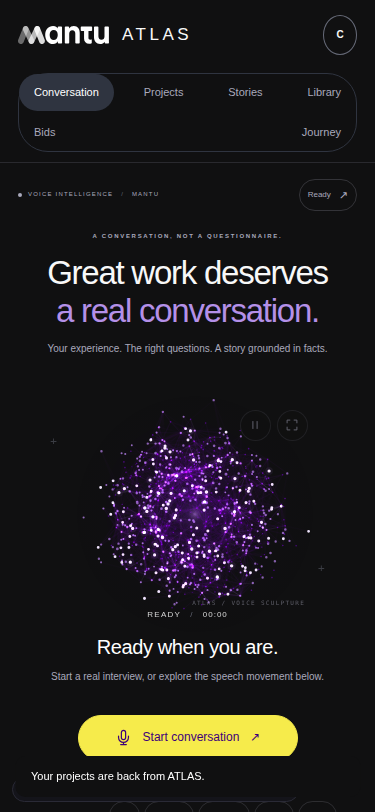 mantu ATLAS
C
Conversation Projects Stories Library
Bids Journey
VOICE INTELLIGENCE / MANTU
Ready ↗
A CONVERSATION, NOT A QUESTIONNAIRE.
Great work deserves
a real conversation.
Your experience. The right questions. A story grounded in facts.
ATLAS / VOICE SCULPTURE
READY / 00:00
Ready when you are.
Start a real interview, or explore the speech movement below.
Start conversation ↗
Your projects are back from ATLAS.